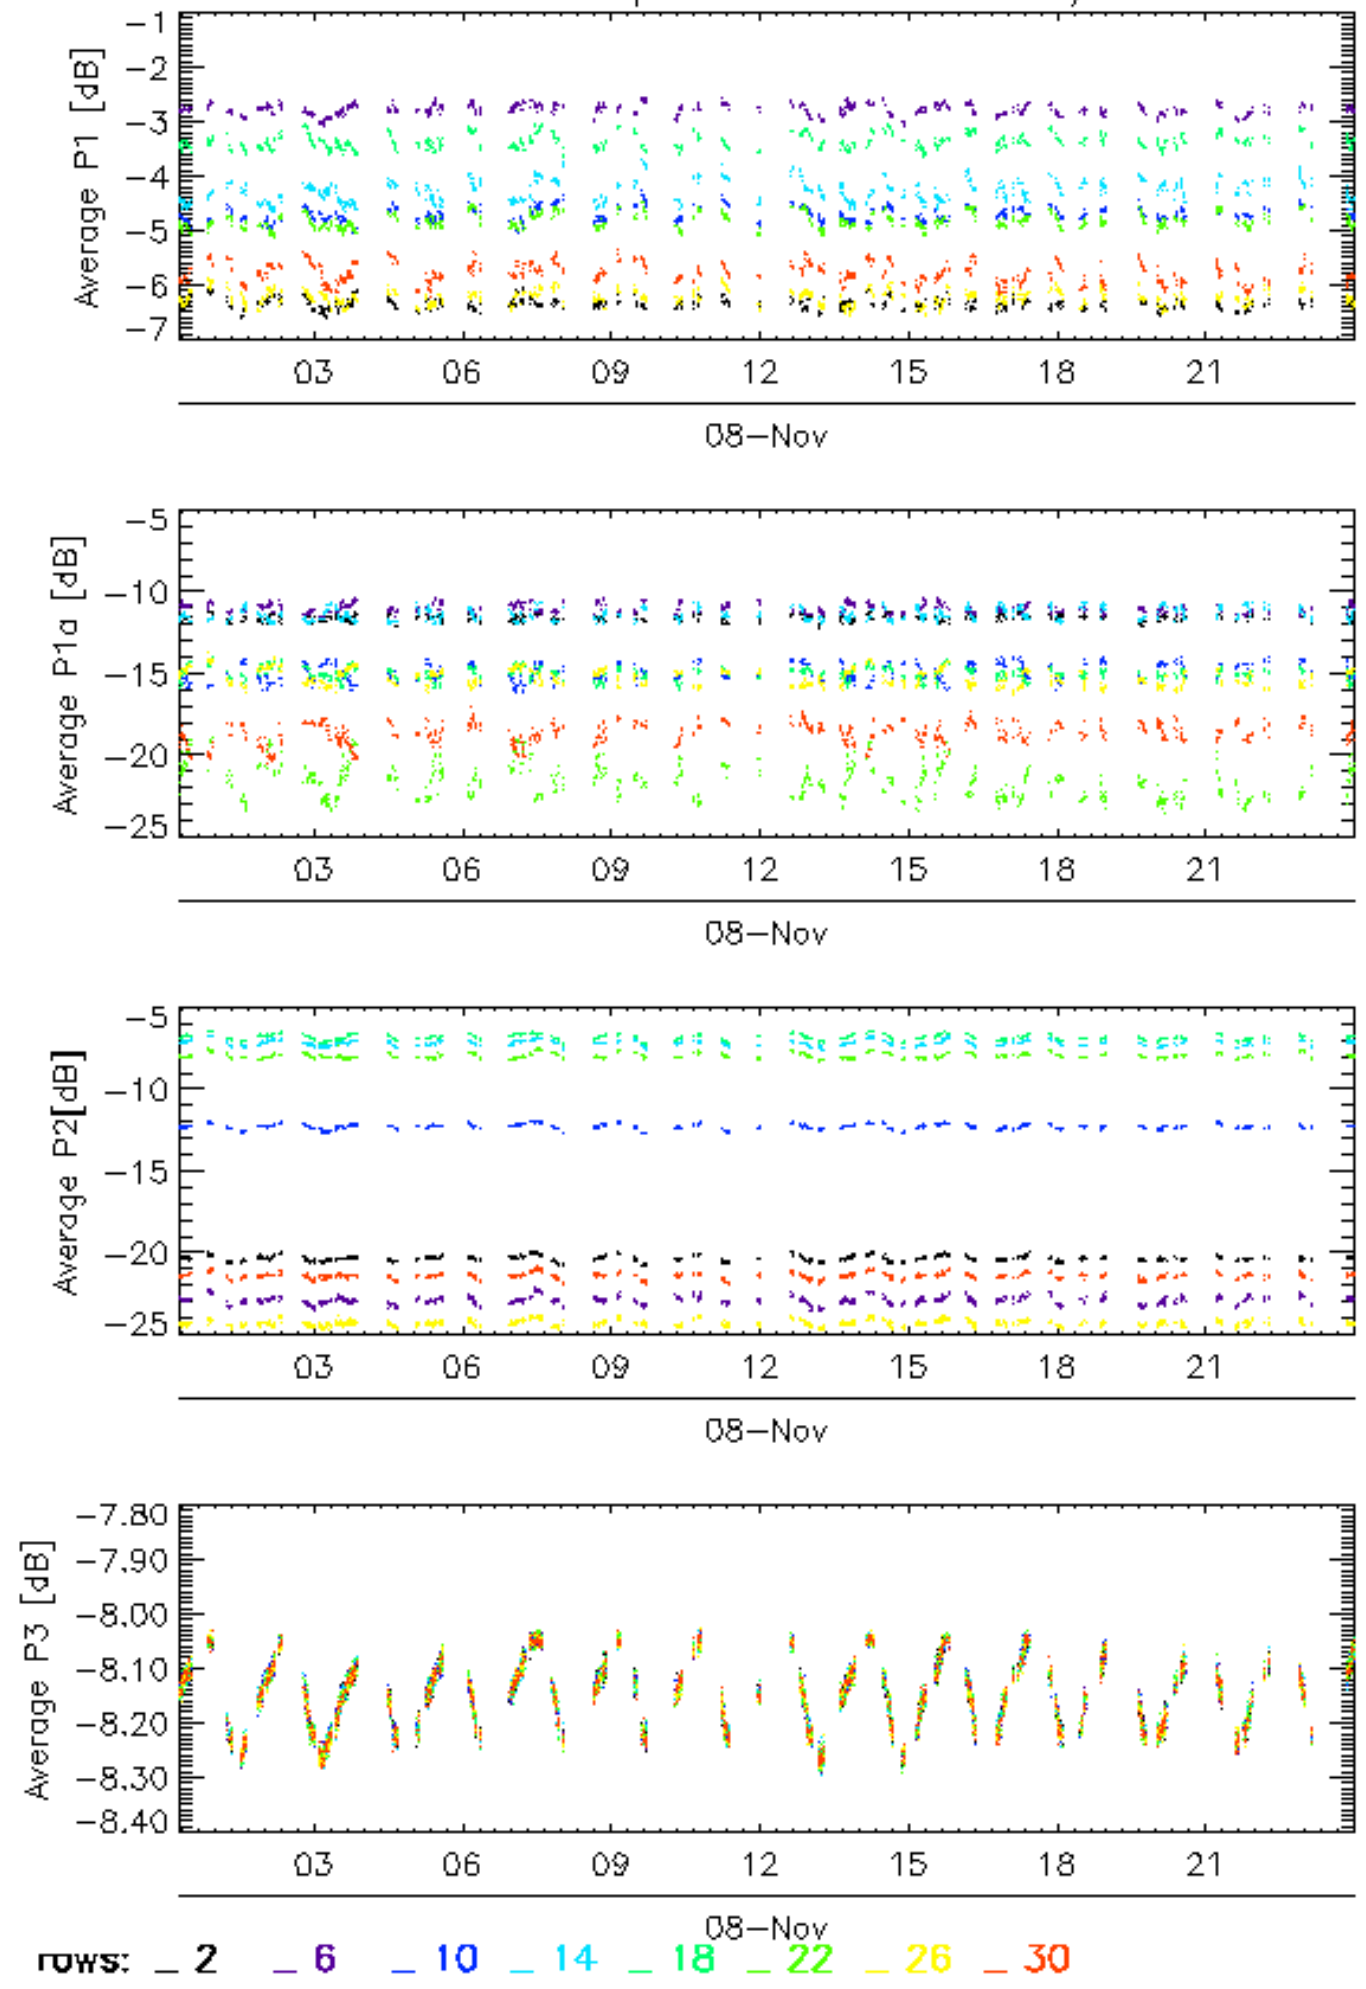 Average P1 [dB]
-1
-2
-3
-4
-5
-6
-7
03 06 09 12 15 18 21
08-Nov
Average P1a [dB]
-5
-10
-15
-20
-25
03 06 09 12 15 18 21
08-Nov
Average P2[dB]
-5
-10
-15
-20
-25
03 06 09 12 15 18 21
08-Nov
Average P3 [dB]
-7.80
-7.90
-8.00
-8.10
-8.20
-8.30
-8.40
03 06 09 12 15 18 21
08-Nov
rows: _ 2 _ 6 _ 10 _ 14 _ 18 _ 22 _ 26 _ 30